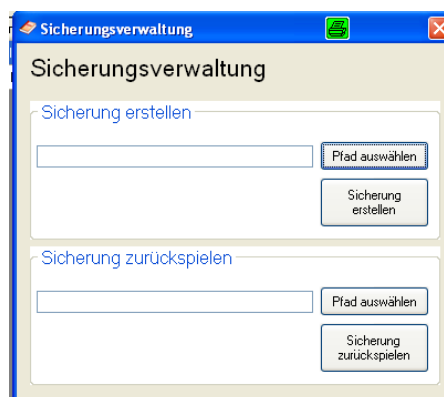 Sicherungsverwaltung
Sicherungsverwaltung
Sicherung erstellen
Pfad auswählen
Sicherung
erstellen
Sicherung zurückspielen
Pfad auswählen
Sicherung
zurückspielen